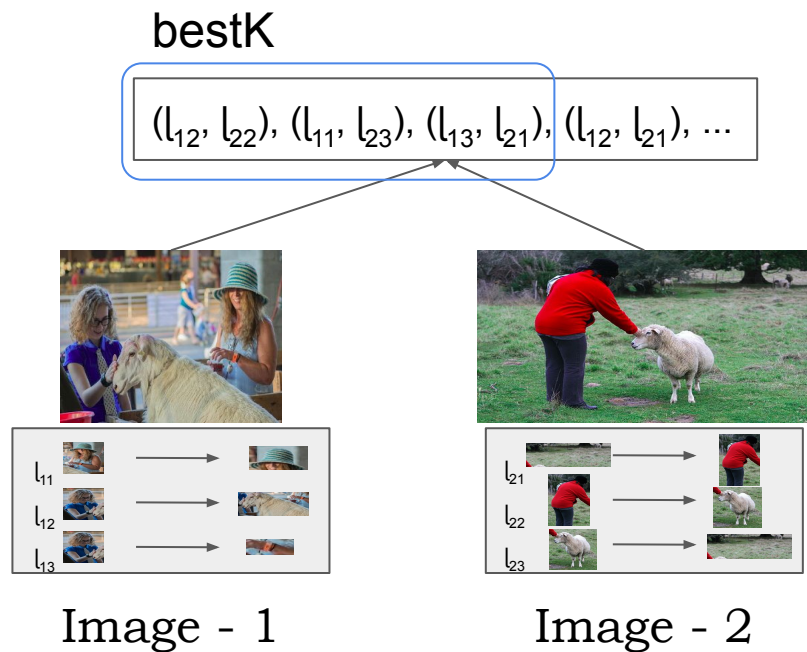 bestK
(l12, l22), (l11, l23), (l13, l21), (l12, l21), ...
l11
l12
l13
l21
l22
l23
Image - 1
Image - 2